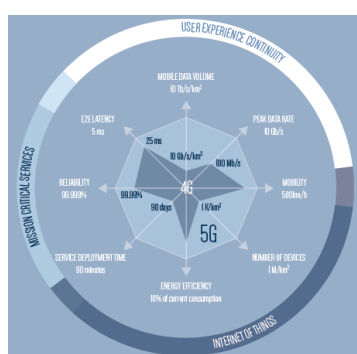 USER EXPERIENCE CONTINUITY
MOBILE DATA VOLUME
10 Tb/s/km²
E2E LATENCY
5 ms
PEAK DATA RATE
10 Gb/s
25 ms
10 Gb/s/km²
100 Mb/s
RELIABILITY
99.999%
99.99%
4G
MOBILITY
500km/h
MISSION CRITICAL SERVICES
90 days
1 K/km²
5G
SERVICE DEPLOYMENT TIME
90 minutes
NUMBER OF DEVICES
1 M/km²
ENERGY EFFICIENCY
10% of current consumption
INTERNET OF THINGS